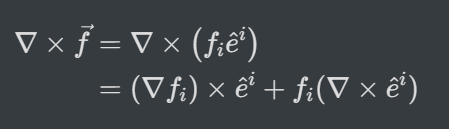 ∇ × f⃗ = ∇ × (fᵢêⁱ)
= (∇fᵢ) × êⁱ + fᵢ(∇ × êⁱ)